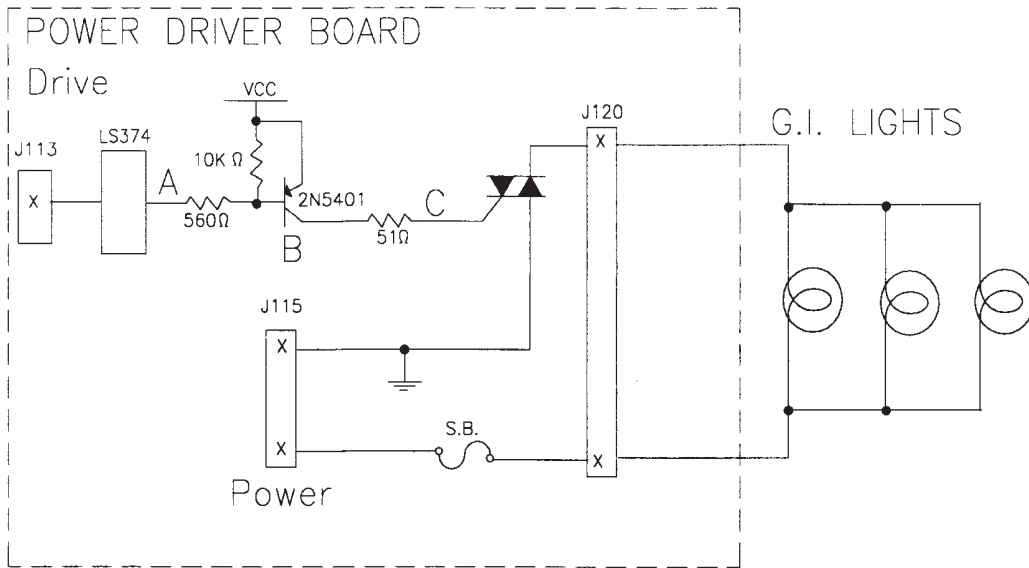 POWER DRIVER BOARD
Drive
VCC
J120
G.I. LIGHTS
LS374
J113
10K Ω
A
X
X
2N5401
C
560Ω
51Ω
B
J115
X
S.B.
X
X
Power